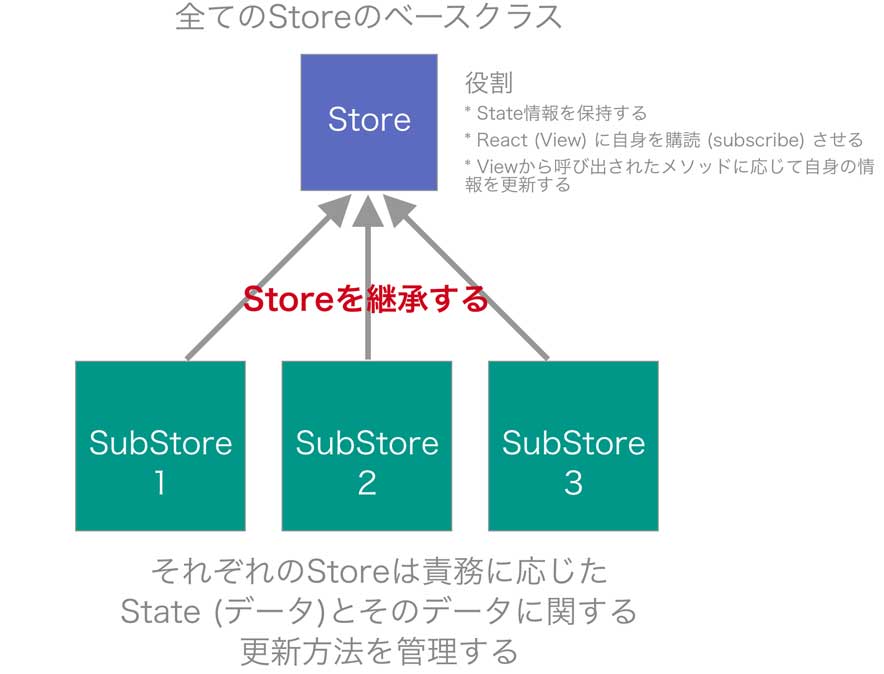 全てのStoreのベースクラス
Store
役割
* State情報を保持する
* React (View) に自身を購読 (subscribe) させる
* Viewから呼び出されたメソッドに応じて自身の情
報を更新する
Storeを継承する
SubStore
1
SubStore
2
SubStore
3
それぞれのStoreは責務に応じた
State (データ)とそのデータに関する
更新方法を管理する